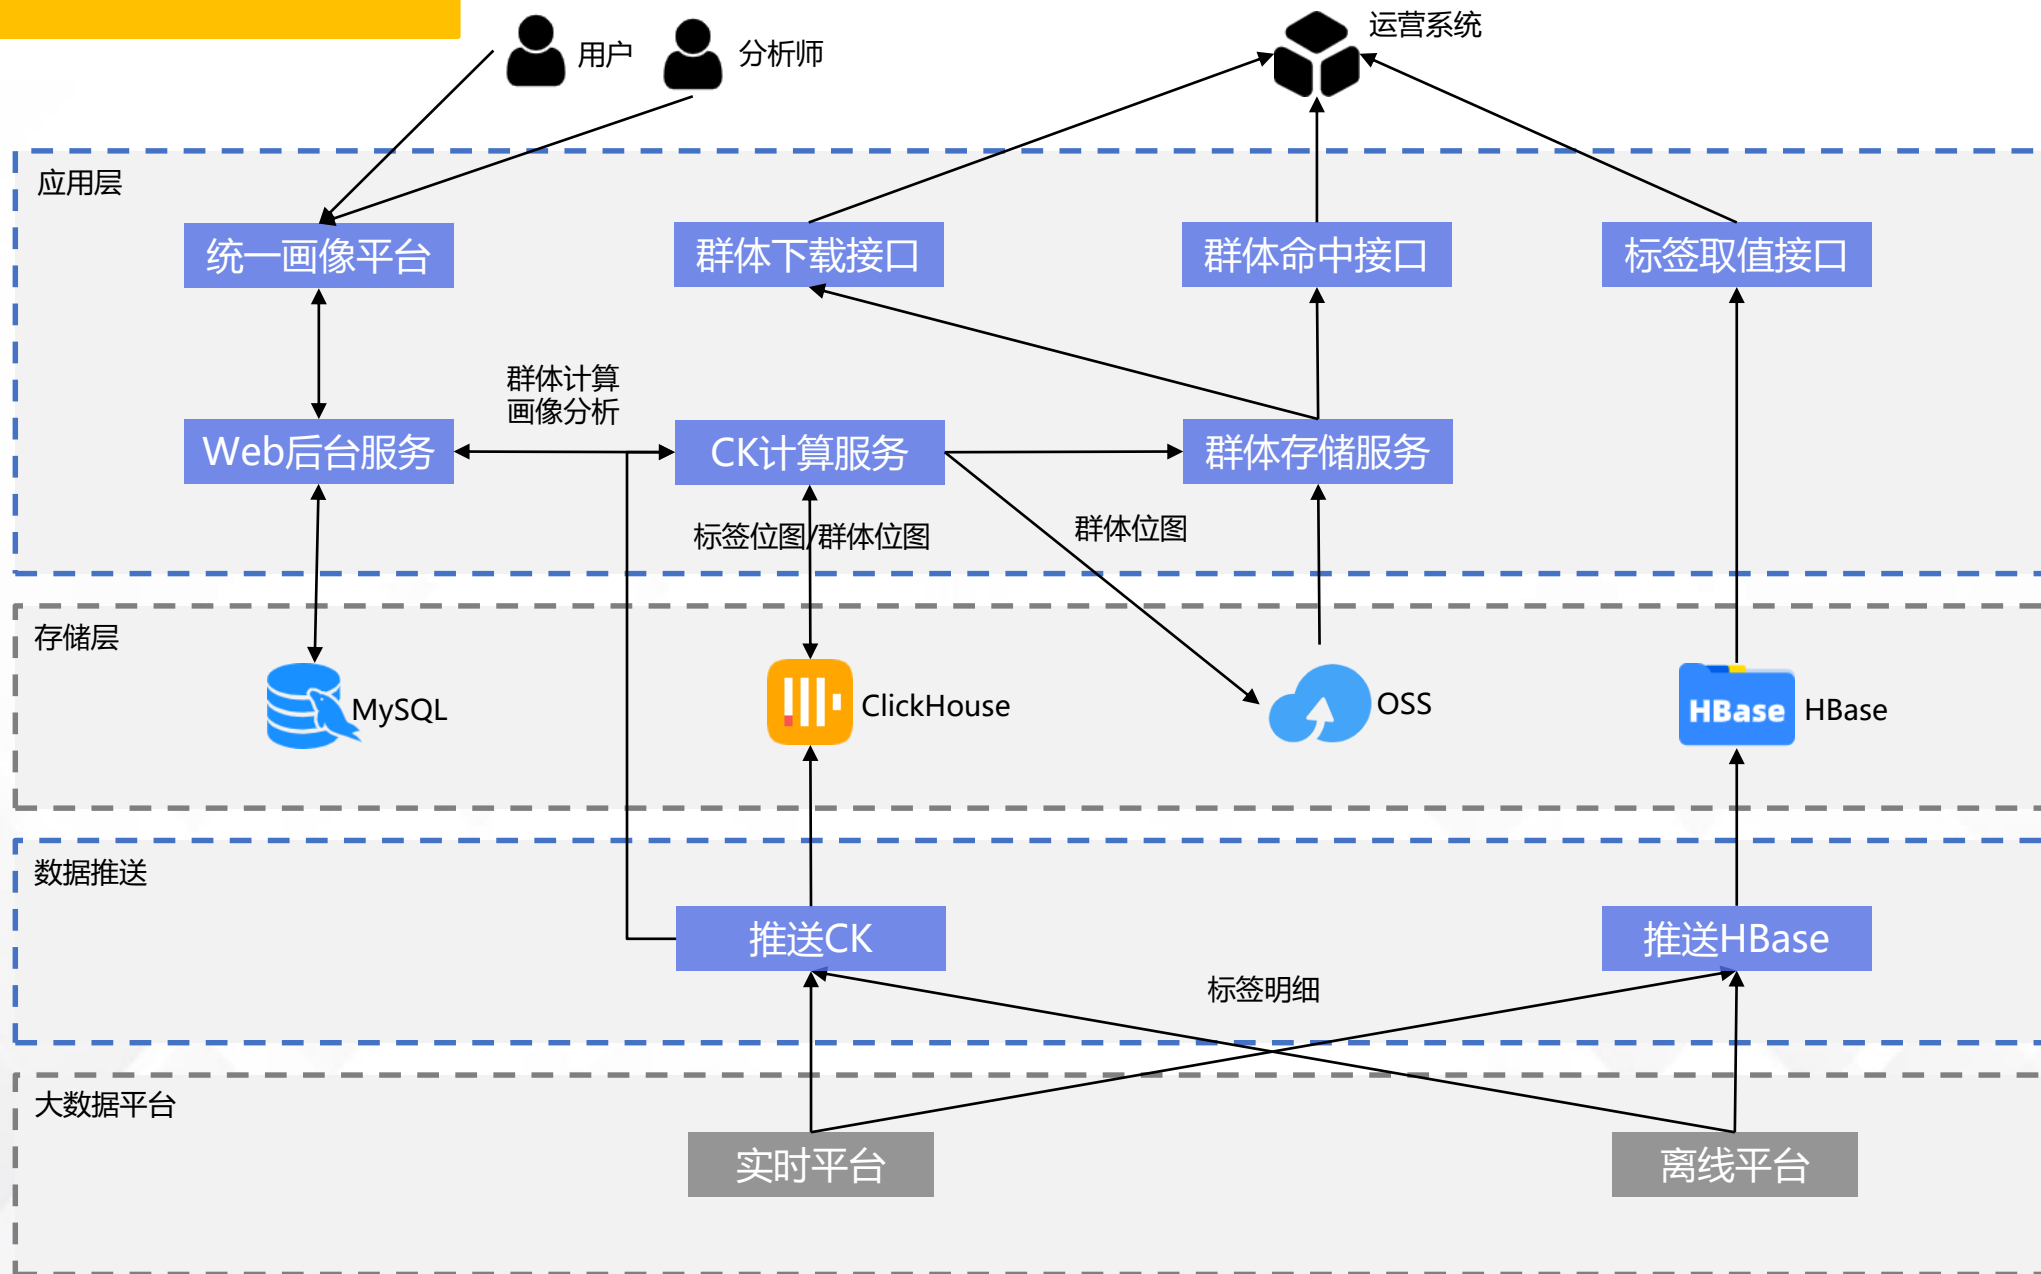 用户
分析师
运营系统
应用层
统一画像平台
群体下载接口
群体命中接口
标签取值接口
群体计算
画像分析
Web后台服务
CK计算服务
群体存储服务
标签位图/群体位图
群体位图
存储层
MySQL
ClickHouse
OSS
HBase
HBase
数据推送
推送CK
推送HBase
标签明细
大数据平台
实时平台
离线平台